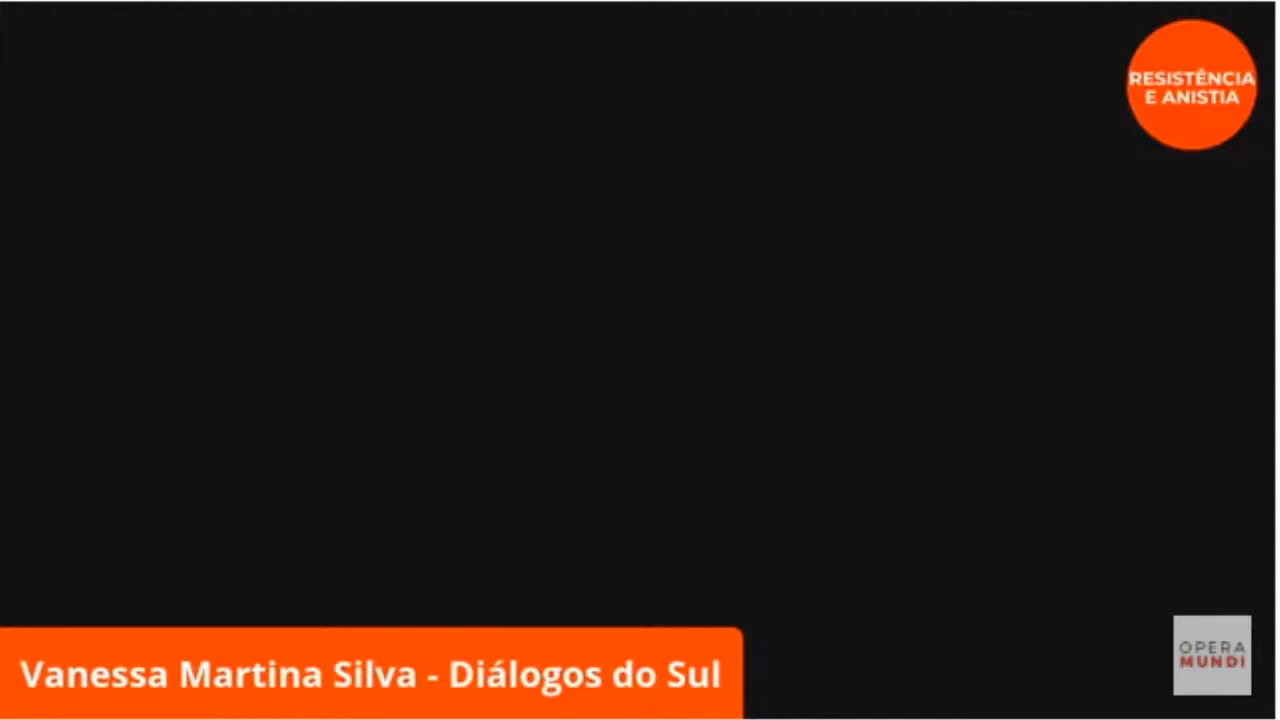 RESISTÊNCIA
E ANISTIA
Vanessa Martina Silva - Diálogos do Sul
OPERA
MUNDI